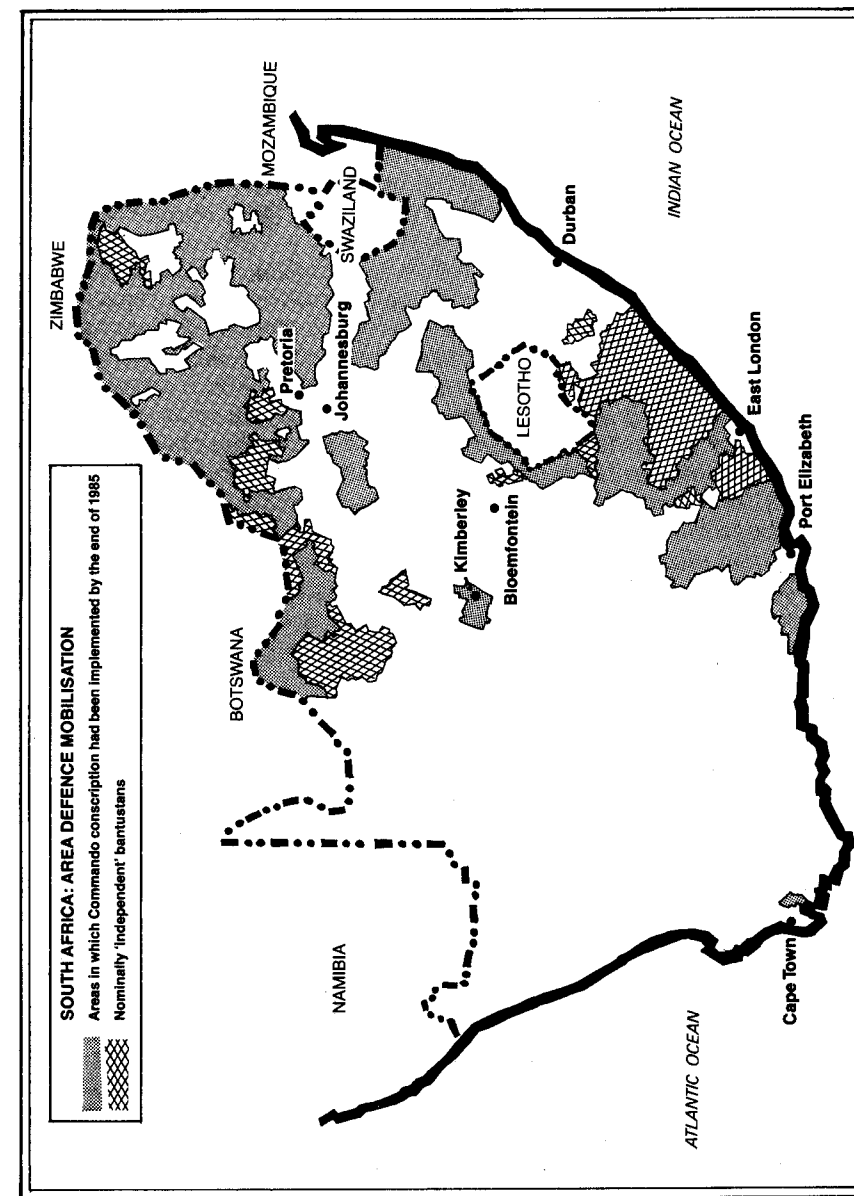 SOUTH AFRICA: AREA DEFENCE MOBILISATION
Areas in which Commando conscription had been implemented by the end of 1985
Nominally 'Independent' bantustans
ZIMBABWE
BOTSWANA
MOZAMBIQUE
NAMIBIA
Pretoria
SWAZILAND
Johannesburg
Kimberley
Bloemfontein
LESOTHO
Durban
INDIAN OCEAN
ATLANTIC OCEAN
East London
Cape Town
Port Elizabeth